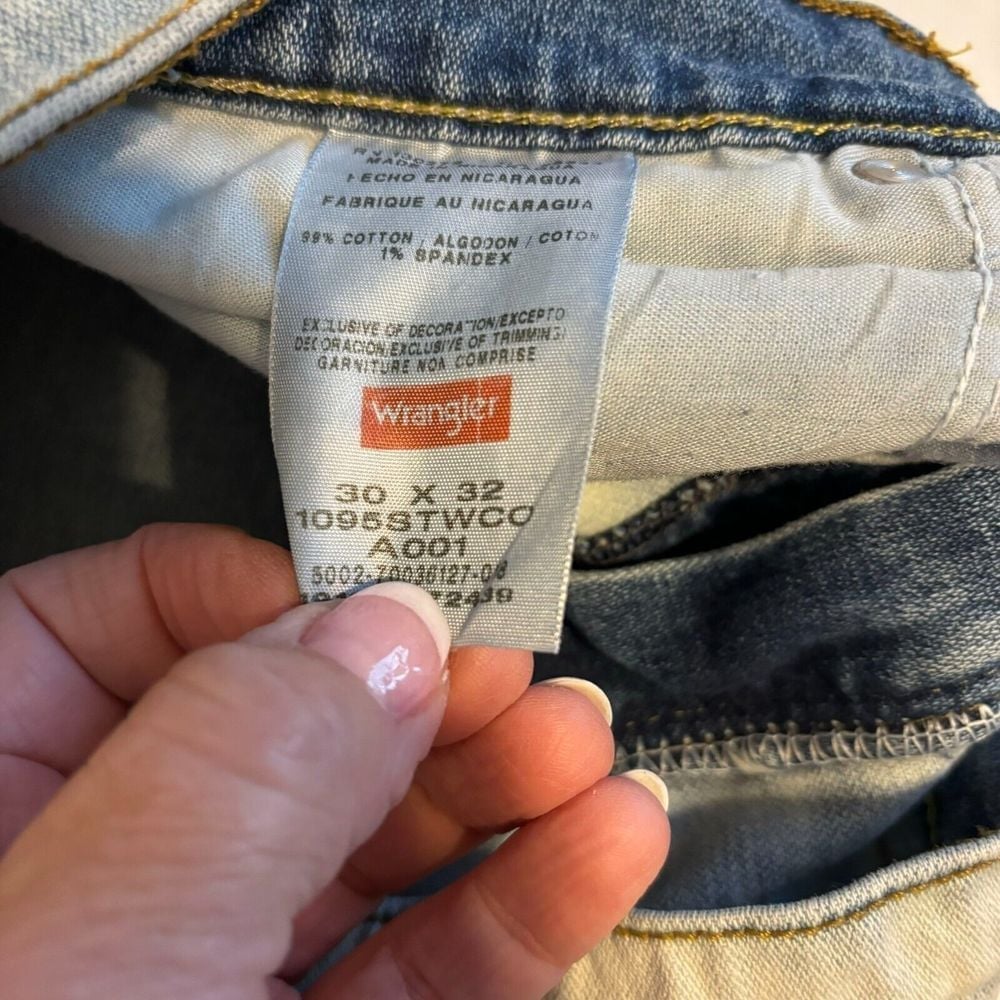 MADE
HECHO EN NICARAGUA
FABRIQUE AU NICARAGUA
99% COTTON / ALGODON / COTON
1% SPANDEX
EXCLUSIVE OF DECORATION/EXCEPTO
DECORACION/EXCLUSIVE OF TRIMMING/
GARNITURE NON COMPRISE
Wrangler
30 X 32
1095STWCO
A001